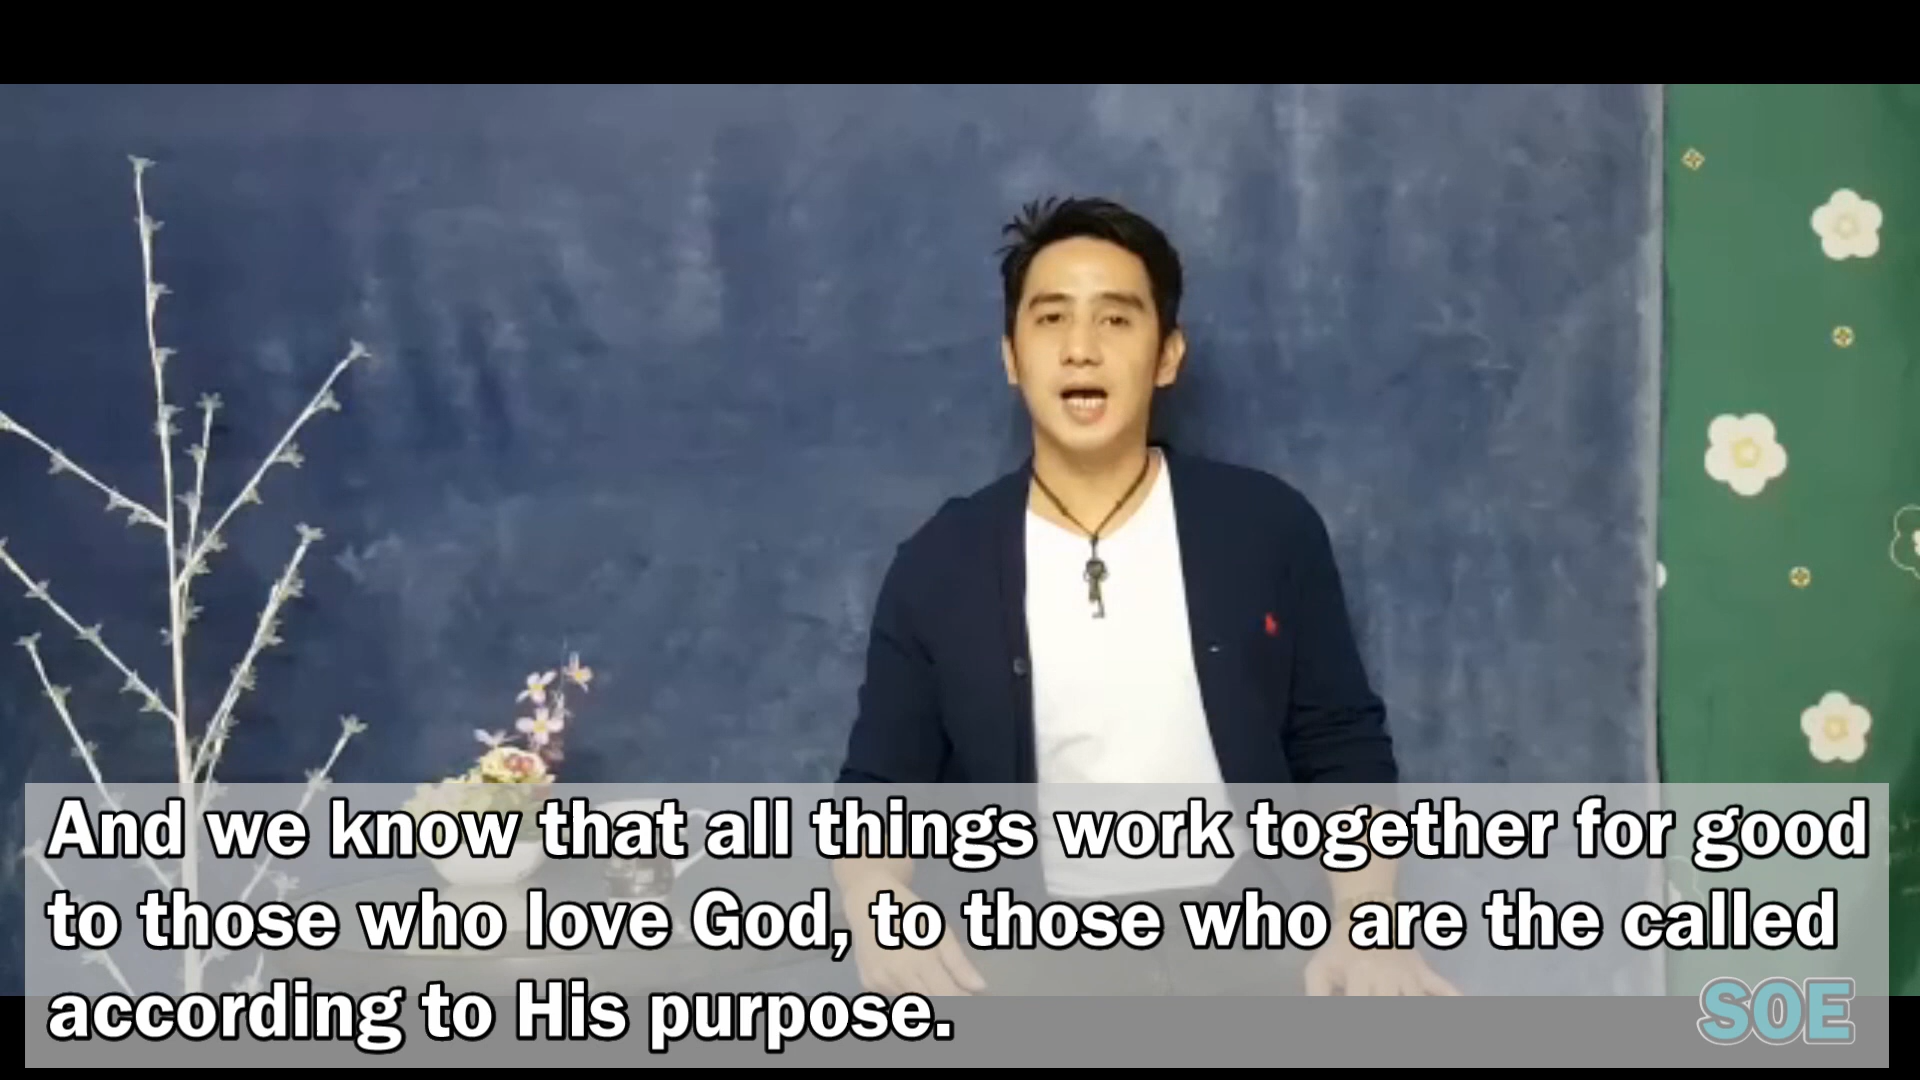 And we know that all things work together for good
to those who love God, to those who are the called
according to His purpose.
SOE